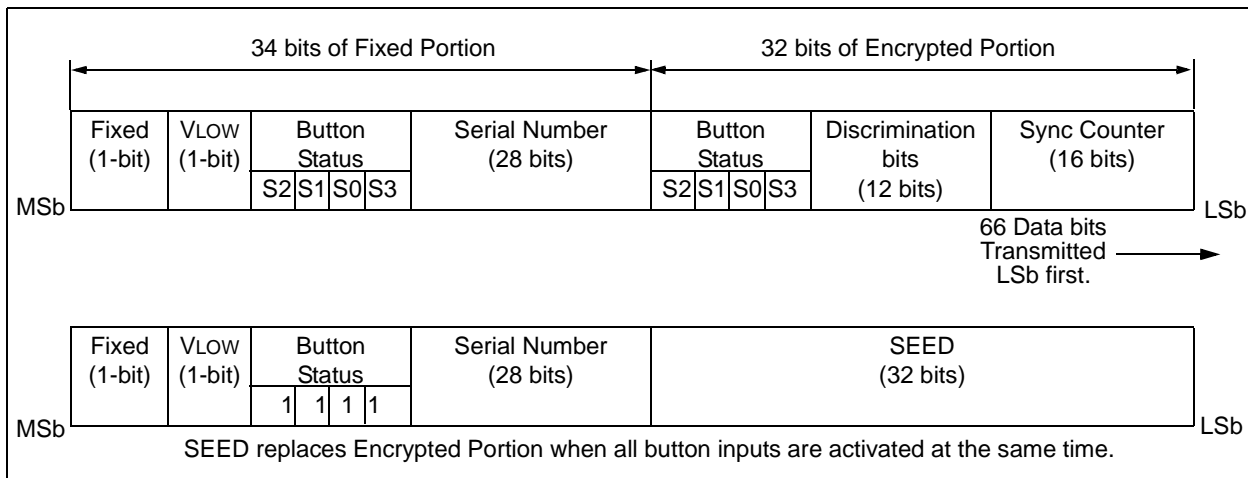 34 bits of Fixed Portion
32 bits of Encrypted Portion
Fixed
(1-bit)
VLOW
(1-bit)
Button
Status
S2 S1 S0 S3
Serial Number
(28 bits)
Button
Status
S2 S1 S0 S3
Discrimination
bits
(12 bits)
Sync Counter
(16 bits)
MSb
LSb
66 Data bits
Transmitted
LSb first.
Fixed
(1-bit)
VLOW
(1-bit)
Button
Status
1 1 1 1
Serial Number
(28 bits)
SEED
(32 bits)
MSb
LSb
SEED replaces Encrypted Portion when all button inputs are activated at the same time.